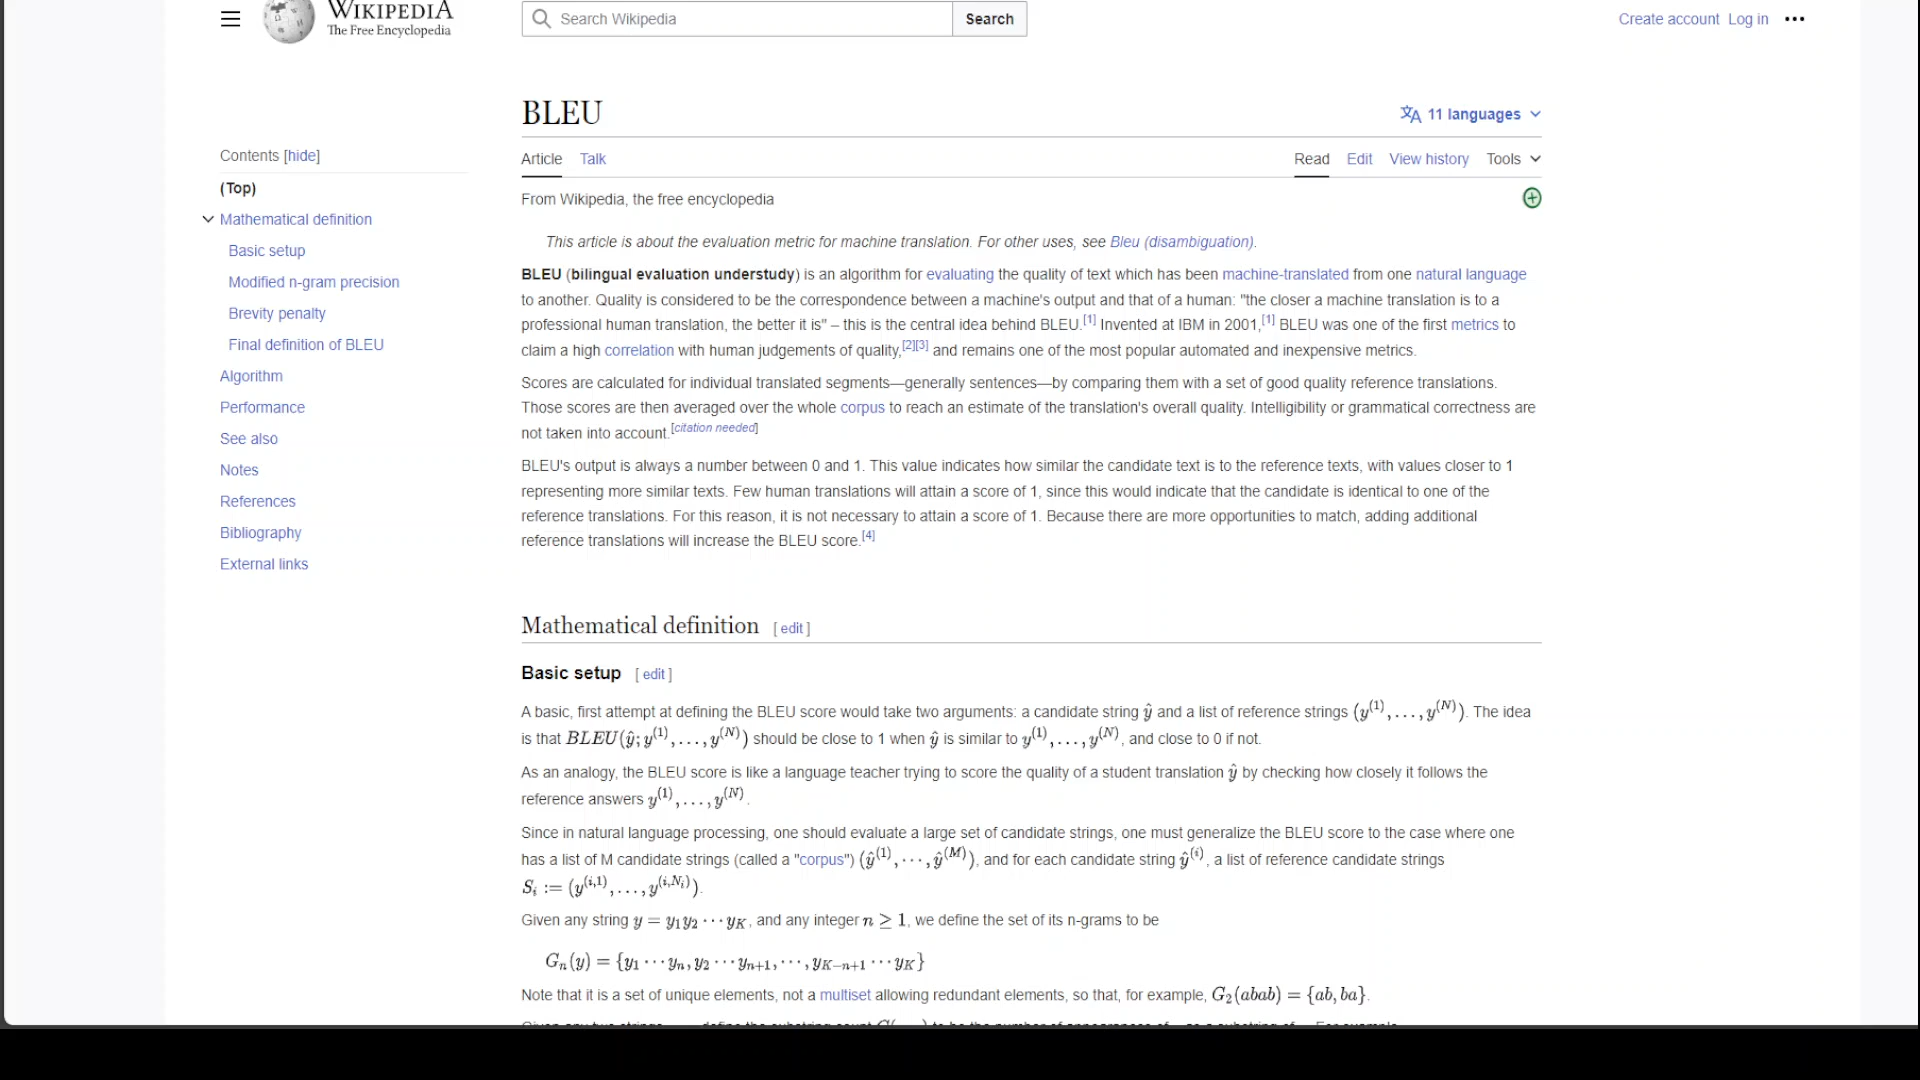 WIKIPEDIA
The Free Encyclopedia
Search Wikipedia
Search
Create account Log in
BLEU
11 languages
Contents [hide]
(Top)
Mathematical definition
Basic setup
Modified n-gram precision
Brevity penalty
Final definition of BLEU
Algorithm
Performance
See also
Notes
References
Bibliography
External links
Article Talk
Read Edit View history Tools
From Wikipedia, the free encyclopedia
This article is about the evaluation metric for machine translation. For other uses, see Bleu (disambiguation).
BLEU (bilingual evaluation understudy) is an algorithm for evaluating the quality of text which has been machine-translated from one natural language
to another. Quality is considered to be the correspondence between a machine's output and that of a human: "the closer a machine translation is to a
professional human translation, the better it is" – this is the central idea behind BLEU.[1] Invented at IBM in 2001,[1] BLEU was one of the first metrics to
claim a high correlation with human judgements of quality,[2][3] and remains one of the most popular automated and inexpensive metrics.
Scores are calculated for individual translated segments—generally sentences—by comparing them with a set of good quality reference translations.
Those scores are then averaged over the whole corpus to reach an estimate of the translation's overall quality. Intelligibility or grammatical correctness are
not taken into account.[citation needed]
BLEU's output is always a number between 0 and 1. This value indicates how similar the candidate text is to the reference texts, with values closer to 1
representing more similar texts. Few human translations will attain a score of 1, since this would indicate that the candidate is identical to one of the
reference translations. For this reason, it is not necessary to attain a score of 1. Because there are more opportunities to match, adding additional
reference translations will increase the BLEU score.[4]
Mathematical definition [ edit ]
Basic setup [ edit ]
A basic, first attempt at defining the BLEU score would take two arguments: a candidate string ŷ and a list of reference strings (y^(1), . . . , y^(N)). The idea
is that BLEU(ŷ; y^(1), . . . , y^(N)) should be close to 1 when ŷ is similar to y^(1), . . . , y^(N), and close to 0 if not.
As an analogy, the BLEU score is like a language teacher trying to score the quality of a student translation ŷ by checking how closely it follows the
reference answers y^(1), . . . , y^(N).
Since in natural language processing, one should evaluate a large set of candidate strings, one must generalize the BLEU score to the case where one
has a list of M candidate strings (called a "corpus") (ŷ^(1), ⋯ , ŷ^(M)), and for each candidate string ŷ^(i), a list of reference candidate strings
S_i := (y^(i,1), . . . , y^(i,N_i)).
Given any string y = y_1y_2 ⋯ y_K, and any integer n ≥ 1, we define the set of its n-grams to be
G_n(y) = {y_1 ⋯ y_n, y_2 ⋯ y_{n+1}, ⋯ , y_{K−n+1} ⋯ y_K}
Note that it is a set of unique elements, not a multiset allowing redundant elements, so that, for example, G_2(abab) = {ab, ba}.